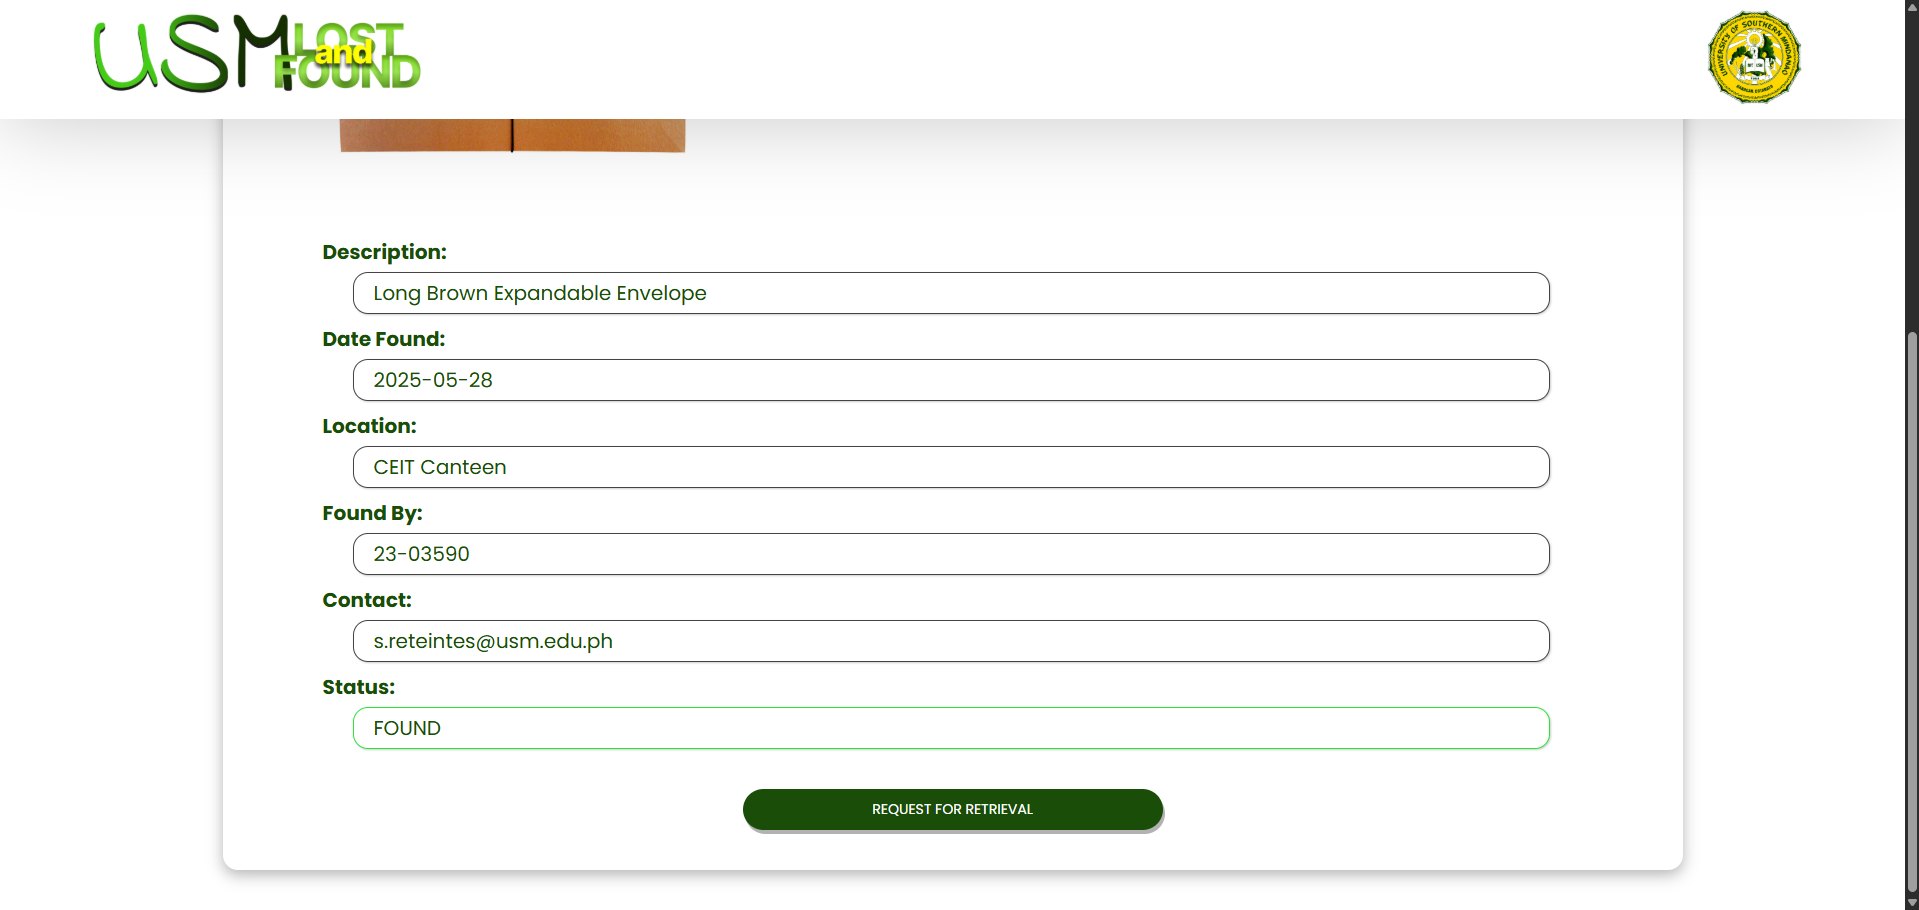 USM LOST
and
FOUND
UNIVERSITY OF SOUTHERN MINDANAO
Description:
Long Brown Expandable Envelope
Date Found:
2025-05-28
Location:
CEIT Canteen
Found By:
23-03590
Contact:
s.reteintes@usm.edu.ph
Status:
FOUND
REQUEST FOR RETRIEVAL